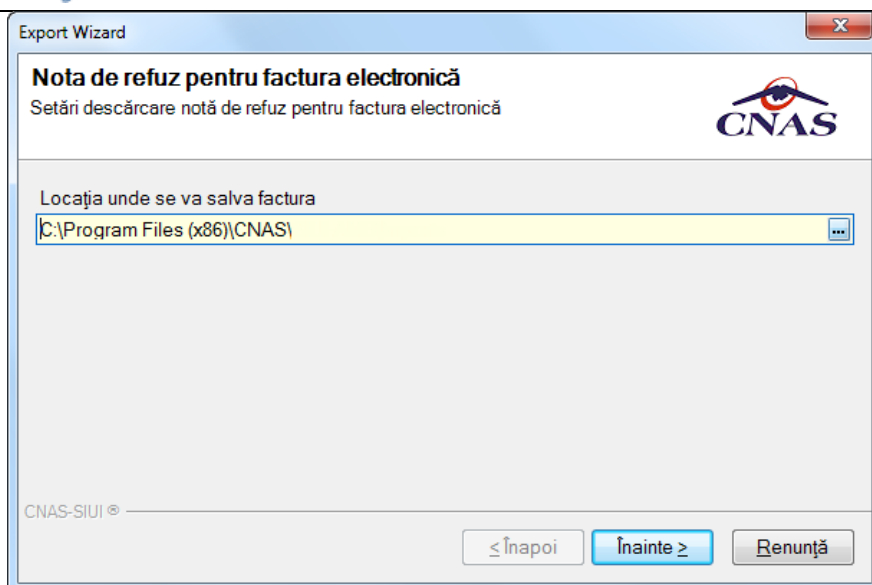 Export Wizard
Nota de refuz pentru factura electronică
Setări descărcare notă de refuz pentru factura electronică
CNAS
Locaţia unde se va salva factura
C:\Program Files (x86)\CNAS\
...
CNAS-SIUI ®
< Înapoi
Înainte >
Renunţă